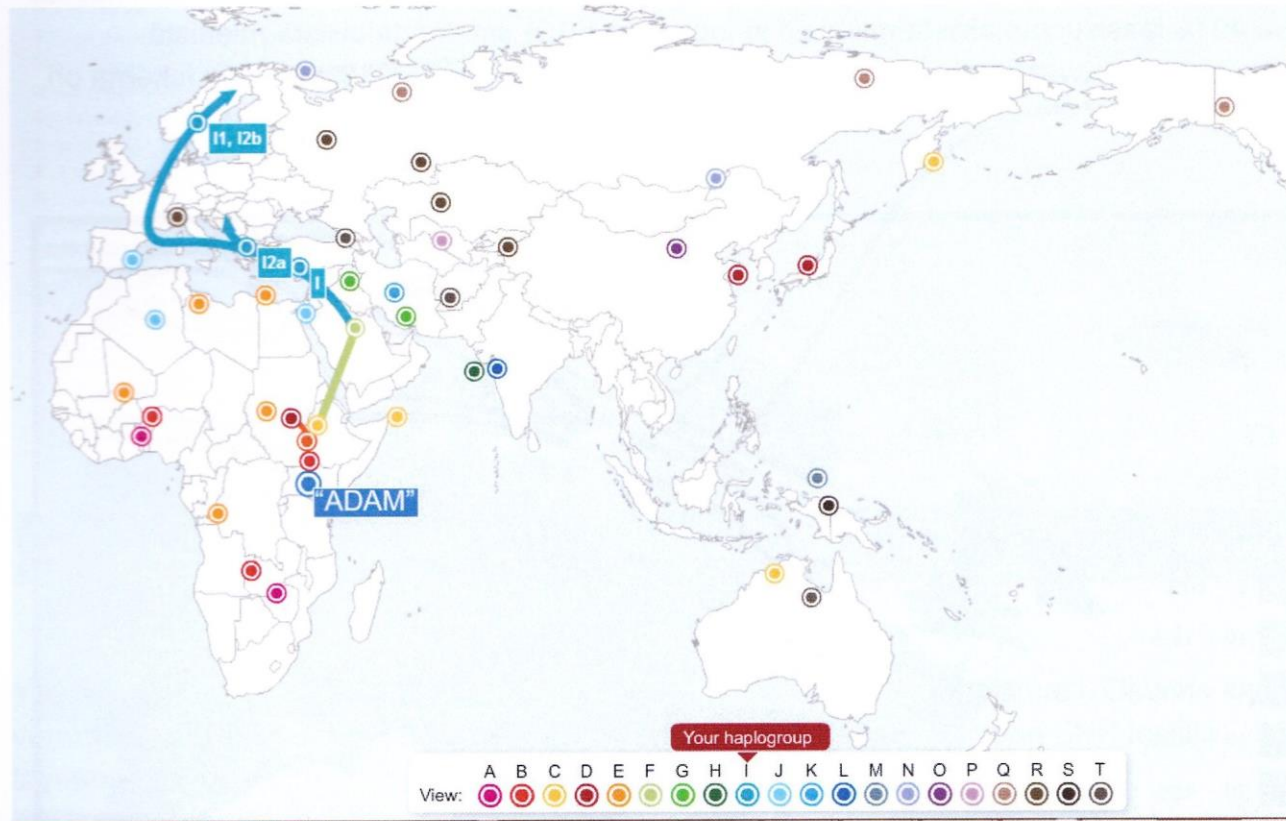 I1, I2b
I2a
I
“ADAM”
Your haplogroup
View: A B C D E F G H I J K L M N O P Q R S T